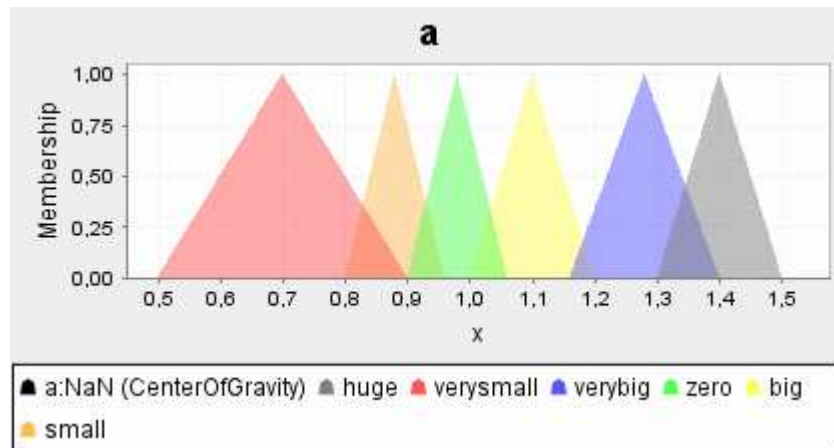 a
Membership
1,00
0,75
0,50
0,25
0,00
0,5 0,6 0,7 0,8 0,9 1,0 1,1 1,2 1,3 1,4 1,5
x
a:NaN (CenterOfGravity) huge verysmall verybig zero big
small